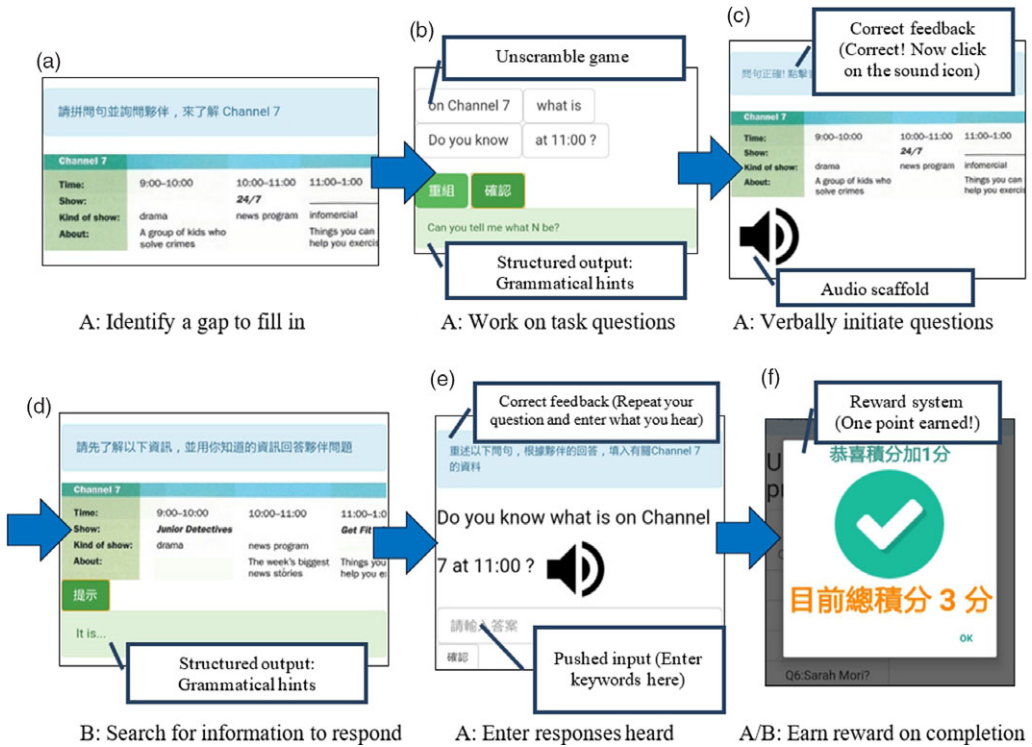 (a)
請拼問句並詢問夥伴，來了解 Channel 7
Channel 7
Time: 9:00–10:00 10:00–11:00 11:00–1:00
Show: 24/7
Kind of show: drama news program infomercial
About: A group of kids who Things you can
solve crimes help you exercis
A: Identify a gap to fill in
(b)
Unscramble game
on Channel 7 what is
Do you know at 11:00 ?
重組 確認
Can you tell me what N be?
Structured output:
Grammatical hints
A: Work on task questions
(c)
Correct feedback
(Correct! Now click
on the sound icon)
問句正確! 點擊
Channel 7
Time: 9:00–10:00 10:00–11:00 11:00–1:00
Show: 24/7
Kind of show: drama news program infomercial
About: A group of kids who Things you can
solve crimes help you exercis
Audio scaffold
A: Verbally initiate questions
(d)
請先了解以下資訊，並用你知道的資訊回答夥伴問題
Channel 7
Time: 9:00–10:00 10:00–11:00 11:00–1:0
Show: Junior Detectives Get Fit
Kind of show: drama news program
About: The week's biggest Things you
news stories help you e
提示
It is...
Structured output:
Grammatical hints
B: Search for information to respond
(e)
Correct feedback (Repeat your
question and enter what you hear)
重述以下問句，根據夥伴的回答，填入有關Channel 7
的資料
Do you know what is on Channel
7 at 11:00 ?
請輸入答案
確認
Pushed input (Enter
keywords here)
A: Enter responses heard
(f)
Reward system
(One point earned!)
恭喜積分加1分
目前總積分 3 分
OK
Q6:Sarah Mori?
A/B: Earn reward on completion